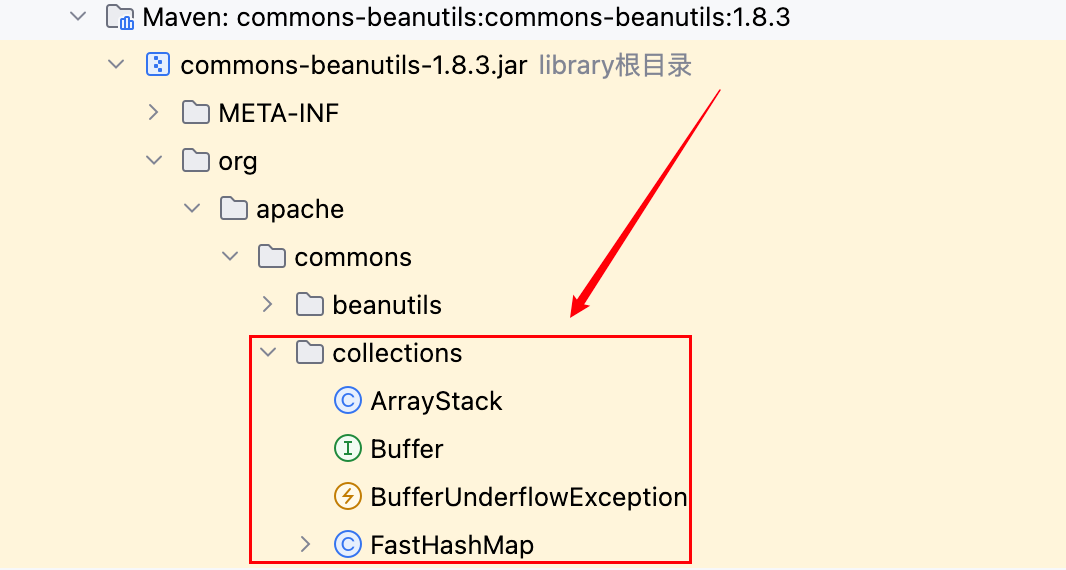 Maven: commons-beanutils:commons-beanutils:1.8.3
commons-beanutils-1.8.3.jar library根目录
META-INF
org
apache
commons
beanutils
collections
C ArrayStack
I Buffer
BufferUnderflowException
C FastHashMap